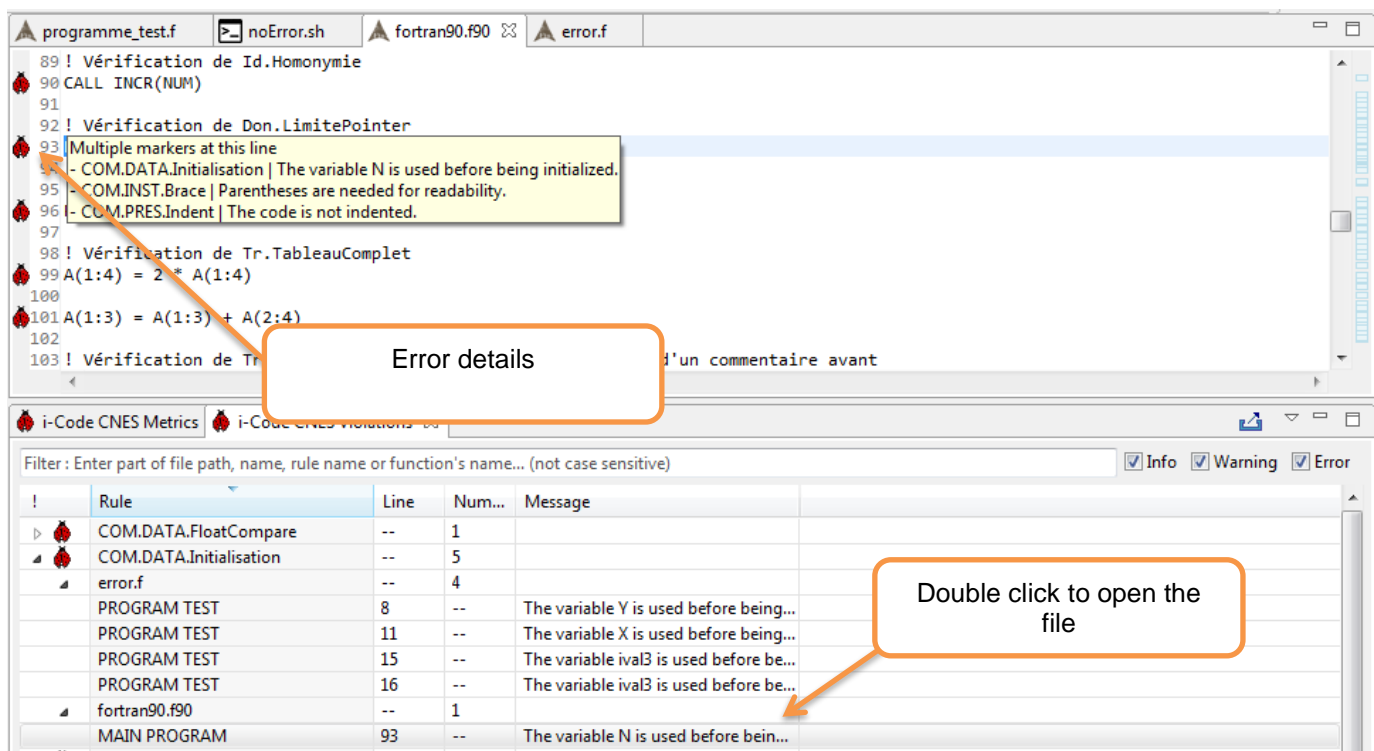 programme_test.f noError.sh fortran90.f90 error.f
89 ! Vérification de Id.Homonymie
90 CALL INCR(NUM)
91
92 ! Vérification de Don.LimitePointer
93 Multiple markers at this line
- COM.DATA.Initialisation | The variable N is used before being initialized.
95 - COM.INST.Brace | Parentheses are needed for readability.
96 - COM.PRES.Indent | The code is not indented.
97
98 ! Vérification de Tr.TableauComplet
99 A(1:4) = 2 * A(1:4)
100
101 A(1:3) = A(1:3) + A(2:4)
102
103 ! Vérification de Tr d'un commentaire avant
Error details
i-Code CNES Metrics i-Code CNES Violations
Filter : Enter part of file path, name, rule name or function's name... (not case sensitive) Info Warning Error
! Rule Line Num... Message
COM.DATA.FloatCompare -- 1
COM.DATA.Initialisation -- 5
error.f -- 4
PROGRAM TEST 8 -- The variable Y is used before being...
PROGRAM TEST 11 -- The variable X is used before being...
PROGRAM TEST 15 -- The variable ival3 is used before be...
PROGRAM TEST 16 -- The variable ival3 is used before be...
fortran90.f90 -- 1
MAIN PROGRAM 93 -- The variable N is used before bein...
Double click to open the
file